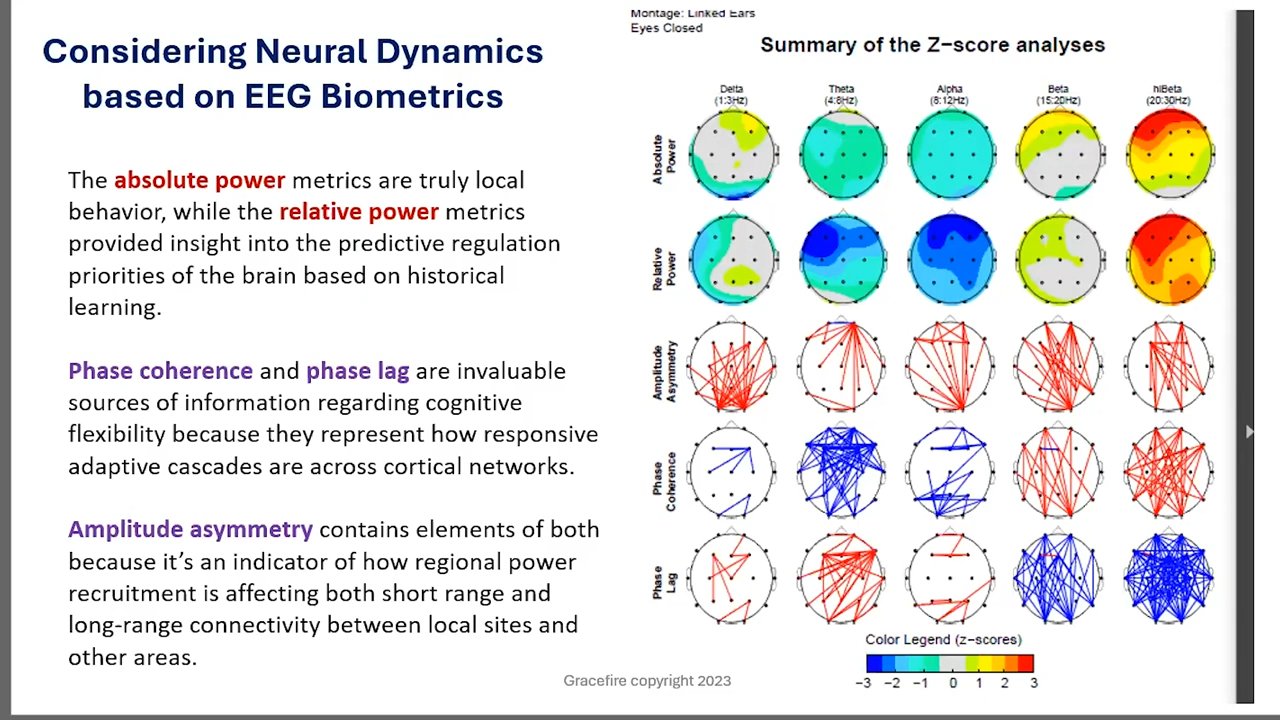 Considering Neural Dynamics
based on EEG Biometrics
The absolute power metrics are truly local
behavior, while the relative power metrics
provided insight into the predictive regulation
priorities of the brain based on historical
learning.
Phase coherence and phase lag are invaluable
sources of information regarding cognitive
flexibility because they represent how responsive
adaptive cascades are across cortical networks.
Amplitude asymmetry contains elements of both
because it’s an indicator of how regional power
recruitment is affecting both short range and
long-range connectivity between local sites and
other areas.
Gracefire copyright 2023
Montage: Linked Ears
Eyes Closed
Summary of the Z−score analyses
Delta
(1:3Hz)
Theta
(4:8Hz)
Alpha
(8:12Hz)
Beta
(15:20Hz)
hiBeta
(20:30Hz)
Absolute
Power
Relative
Power
Amplitude
Asymmetry
Phase
Coherence
Phase
Lag
Color Legend (z−scores)
−3 −2 −1 0 1 2 3